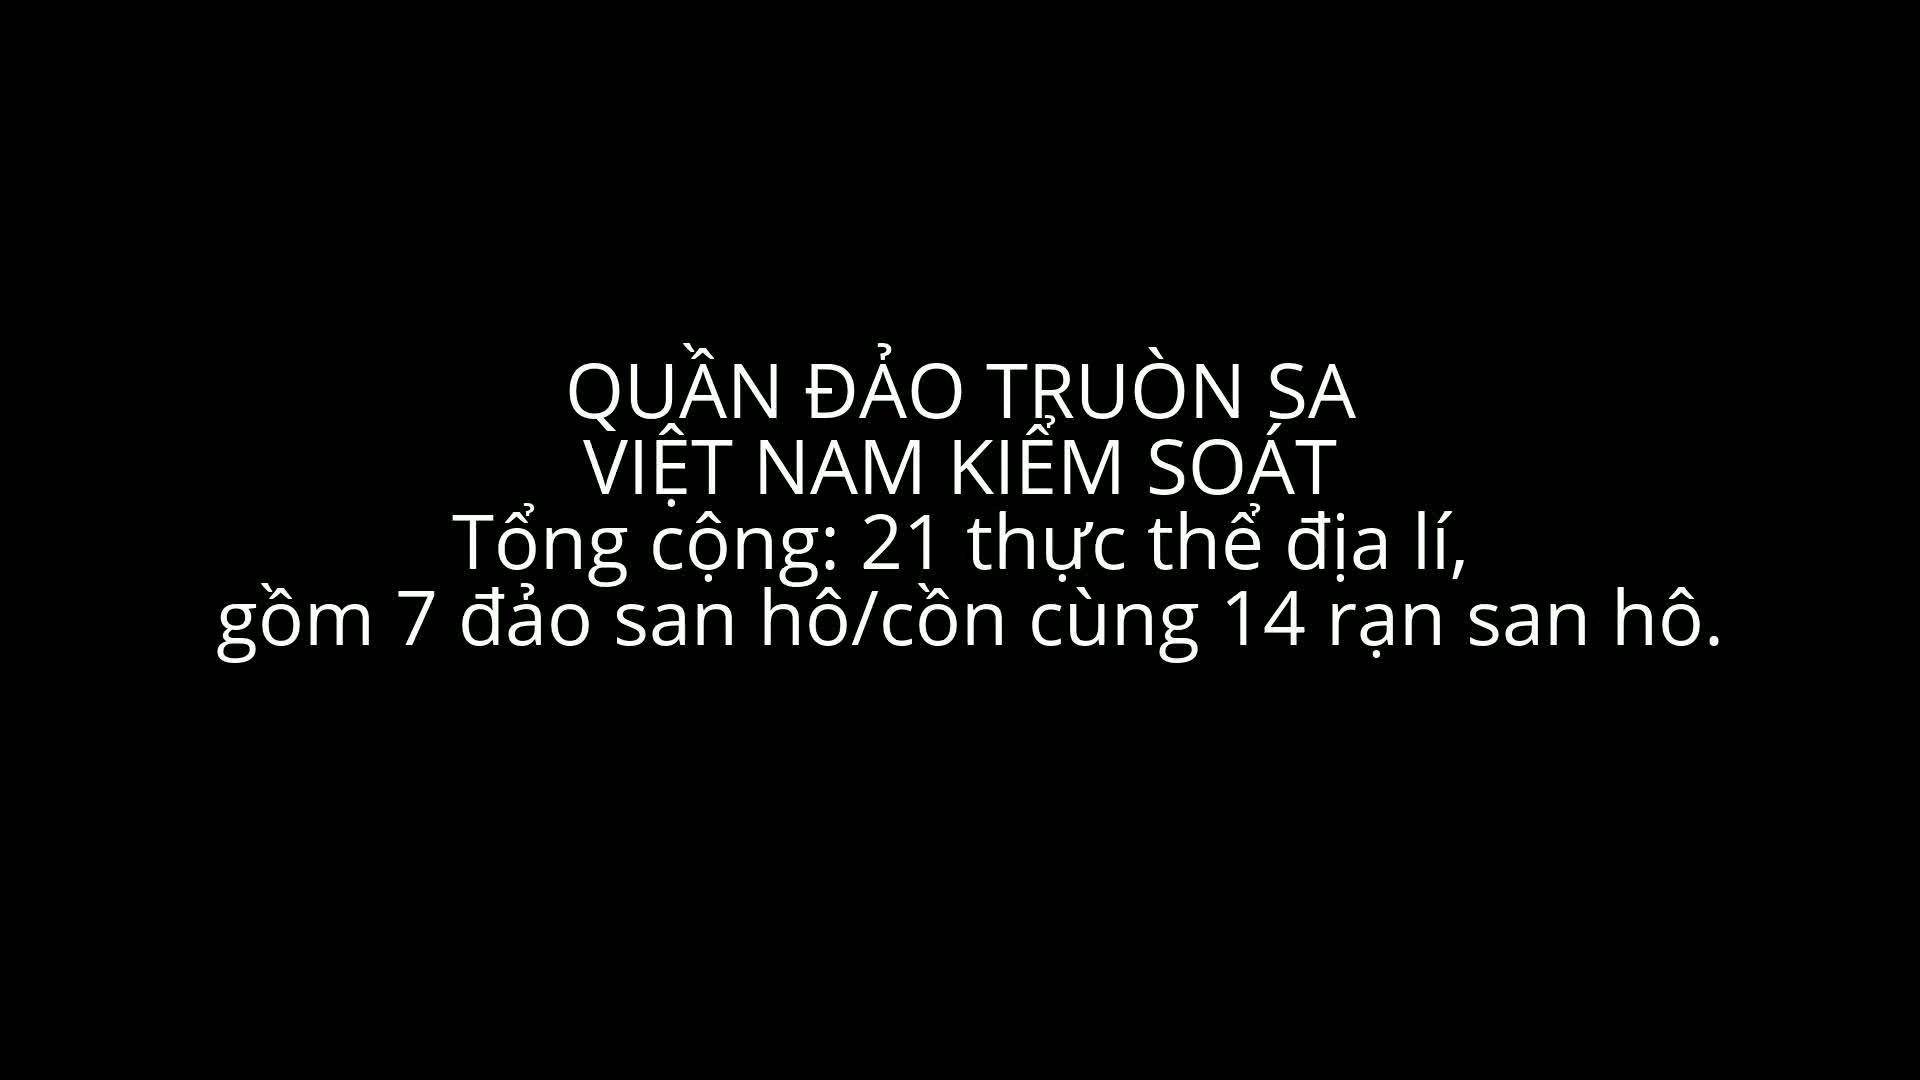 QUẦN ĐẢO TRUÒN SA
VIỆT NAM KIỂM SOÁT
Tổng cộng: 21 thực thể địa lí,
gồm 7 đảo san hô/cồn cùng 14 rạn san hô.